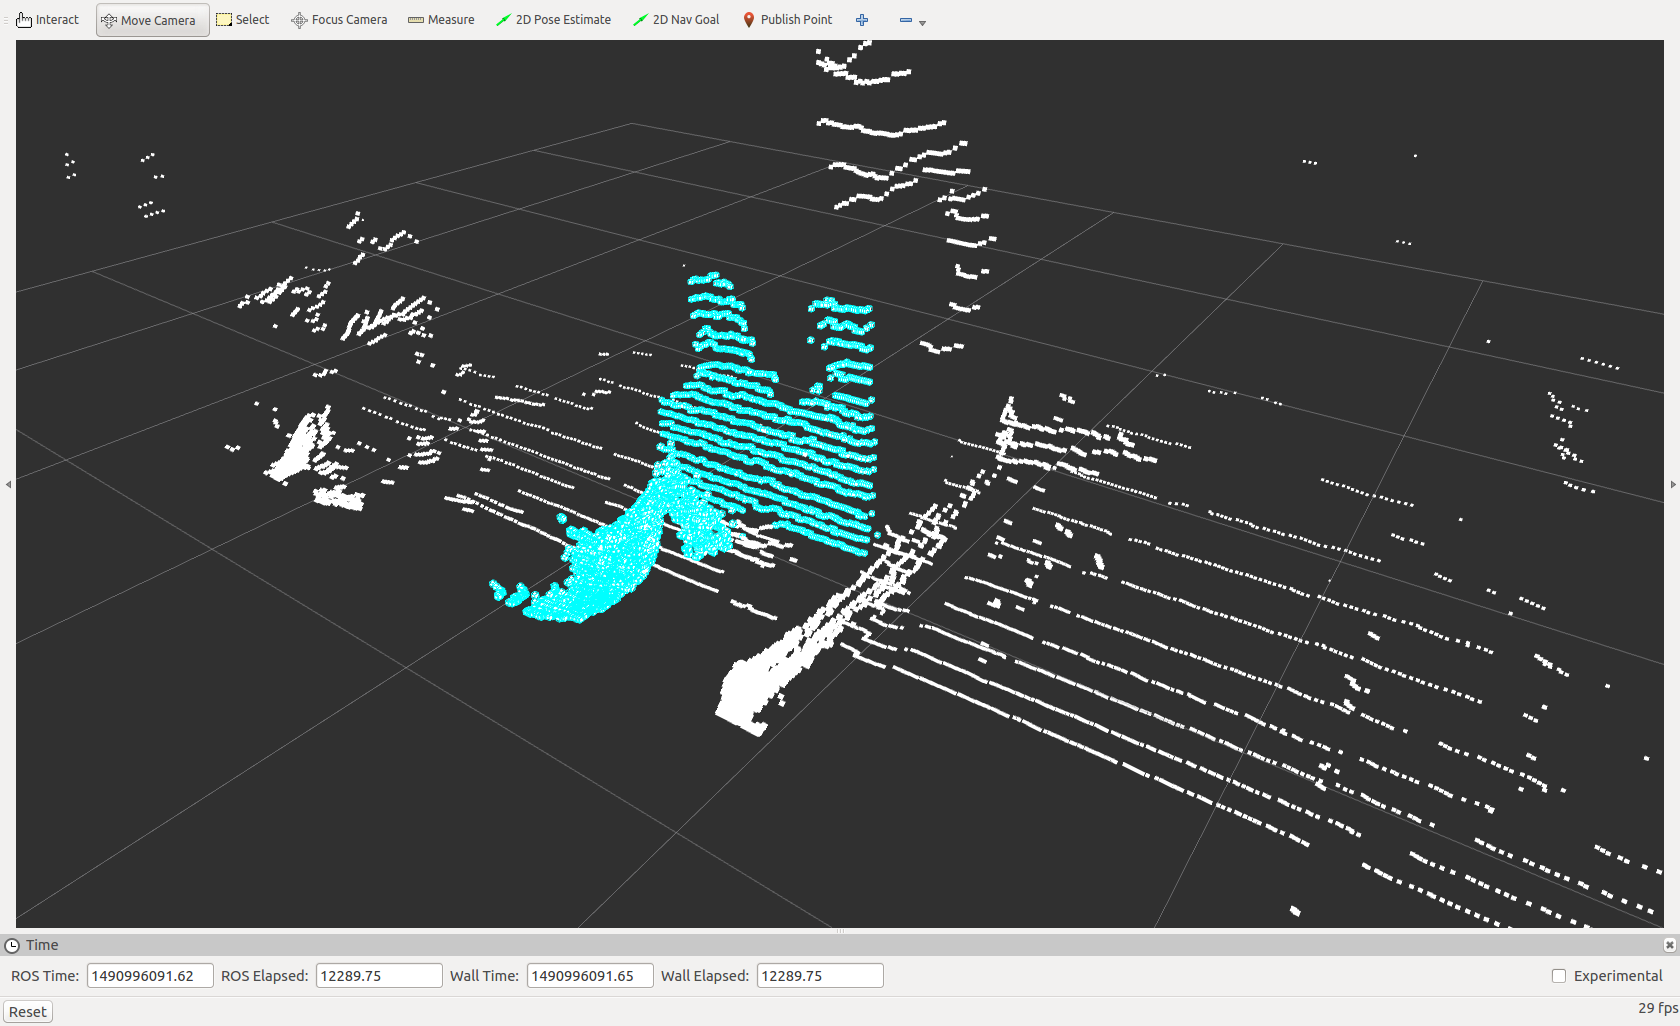 Interact Move Camera Select Focus Camera Measure 2D Pose Estimate 2D Nav Goal Publish Point
Time
ROS Time: 1490996091.62 ROS Elapsed: 12289.75 Wall Time: 1490996091.65 Wall Elapsed: 12289.75 Experimental
Reset 29 fps